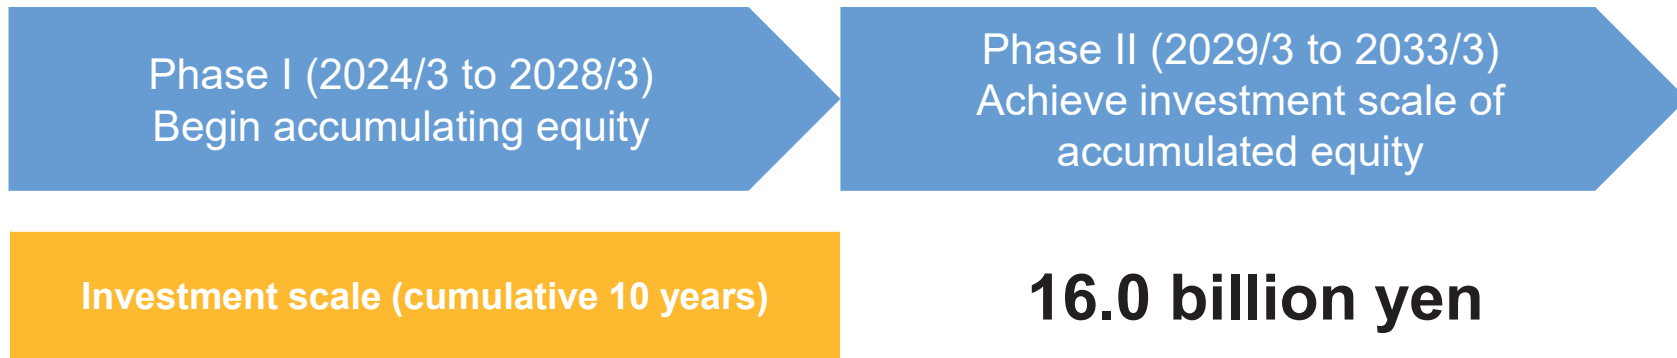 Phase I (2024/3 to 2028/3)
Begin accumulating equity
Phase II (2029/3 to 2033/3)
Achieve investment scale of
accumulated equity
Investment scale (cumulative 10 years)
16.0 billion yen